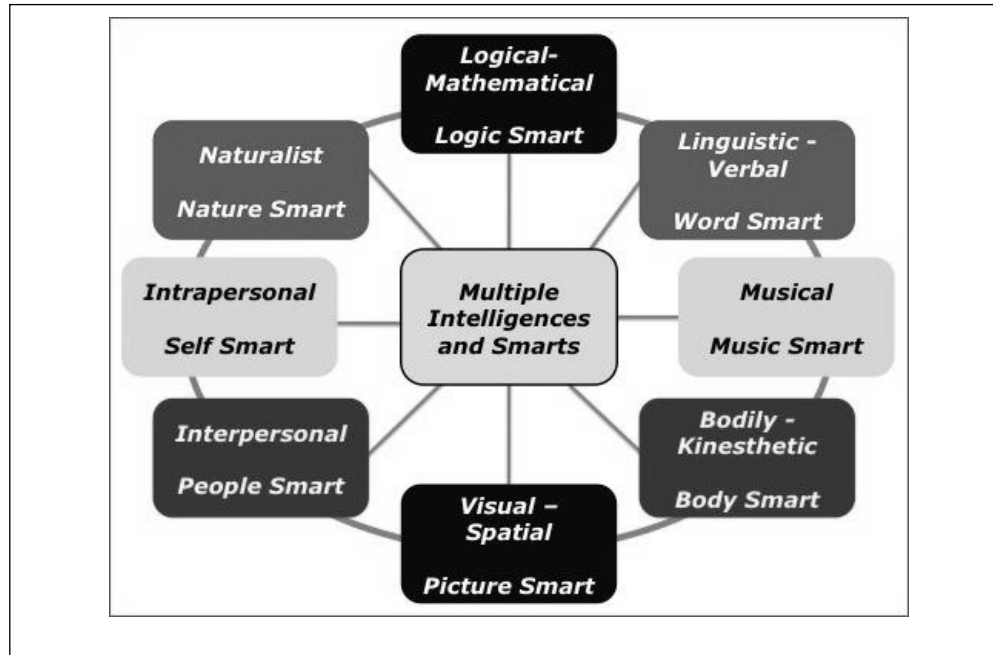 Logical-
Mathematical
Logic Smart
Linguistic -
Verbal
Word Smart
Naturalist
Nature Smart
Intrapersonal
Self Smart
Multiple
Intelligences
and Smarts
Musical
Music Smart
Interpersonal
People Smart
Bodily -
Kinesthetic
Body Smart
Visual –
Spatial
Picture Smart